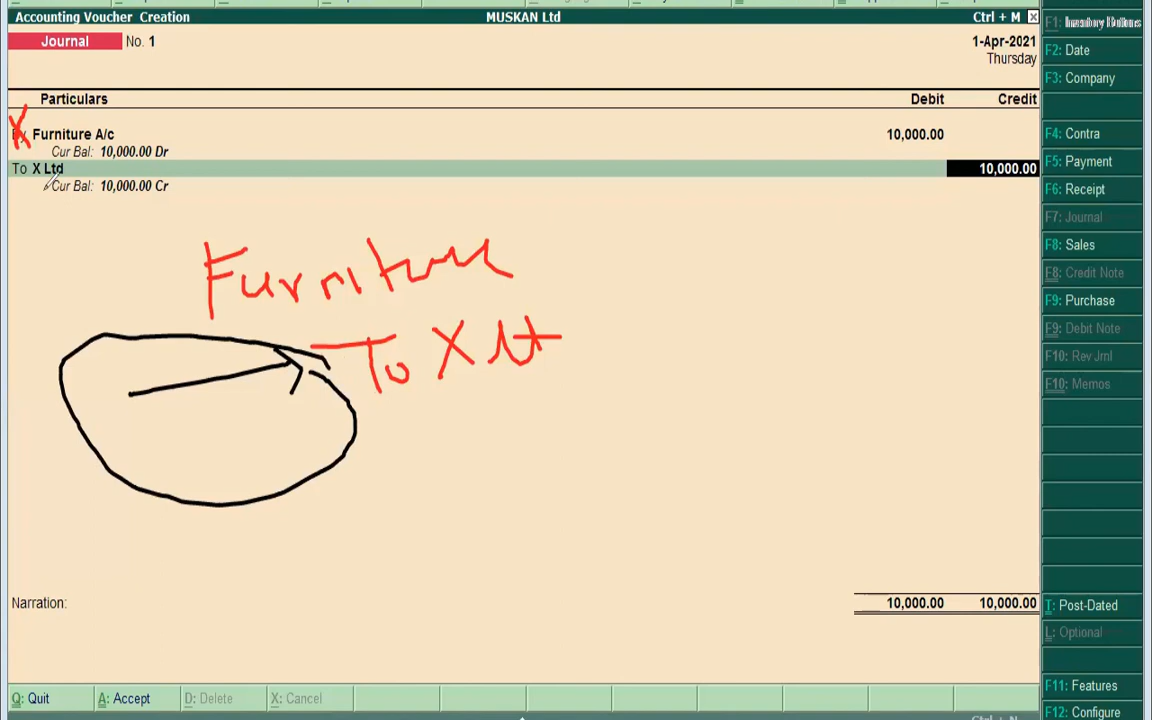 Accounting Voucher Creation MUSKAN Ltd Ctrl + M x
Journal No. 1 1-Apr-2021
Thursday
Particulars Debit Credit
Furniture A/c 10,000.00
Cur Bal: 10,000.00 Dr
To X Ltd 10,000.00
Cur Bal: 10,000.00 Cr
Furniture
To X Lt
Narration: 10,000.00 10,000.00
Q: Quit A: Accept D: Delete X: Cancel
F1: Inventory Buttons
F2: Date
F3: Company
F4: Contra
F5: Payment
F6: Receipt
F7: Journal
F8: Sales
F8: Credit Note
F9: Purchase
F9: Debit Note
F10: Rev Jrnl
F10: Memos
T: Post-Dated
L: Optional
F11: Features
F12: Configure